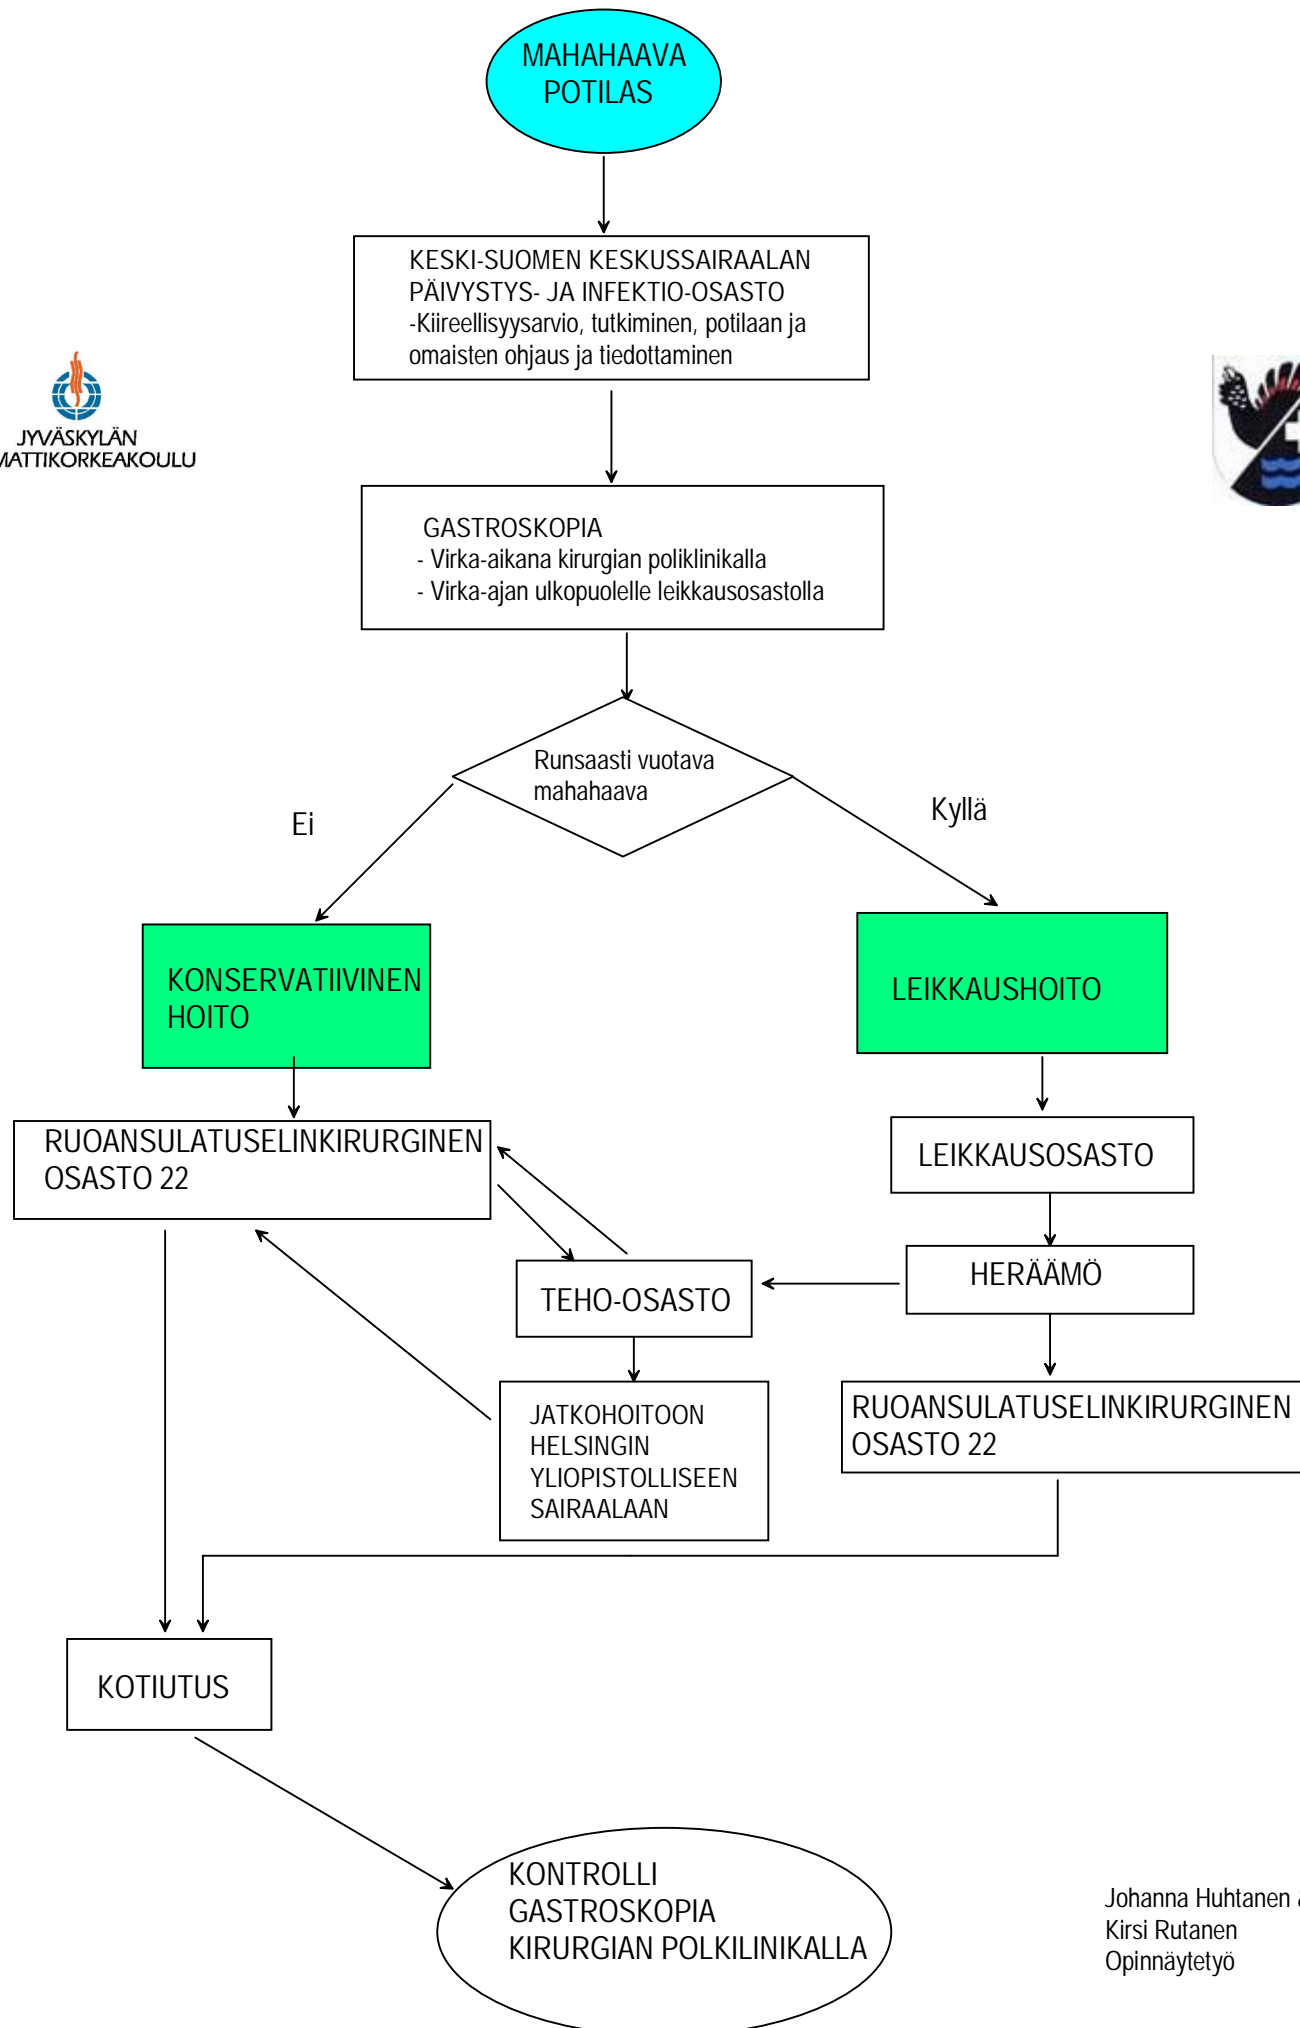 MAHAHAAVA
POTILAS
KESKI-SUOMEN KESKUSSAIRAALAN
PÄIVYSTYS- JA INFEKTIO-OSASTO
-Kiireellisyysarvio, tutkiminen, potilaan ja
omaisten ohjaus ja tiedottaminen
JYVÄSKYLÄN
MATTIKORKEAKOULU
GASTROSKOPIA
- Virka-aikana kirurgian poliklinikalla
- Virka-ajan ulkopuolelle leikkausosastolla
Runsaasti vuotava
mahahaava
Ei
Kyllä
KONSERVATIIVINEN
HOITO
LEIKKAUSHOITO
RUOANSULATUSELINKIRURGINEN
OSASTO 22
LEIKKAUSOSASTO
TEHO-OSASTO
HERÄÄMÖ
JATKOHOITOON
HELSINGIN
YLIOPISTOLLISEEN
SAIRAALAAN
RUOANSULATUSELINKIRURGINEN
OSASTO 22
KOTIUTUS
KONTROLLI
GASTROSKOPIA
KIRURGIAN POLKILINIKALLA
Johanna Huhtanen &
Kirsi Rutanen
Opinnäytetyö